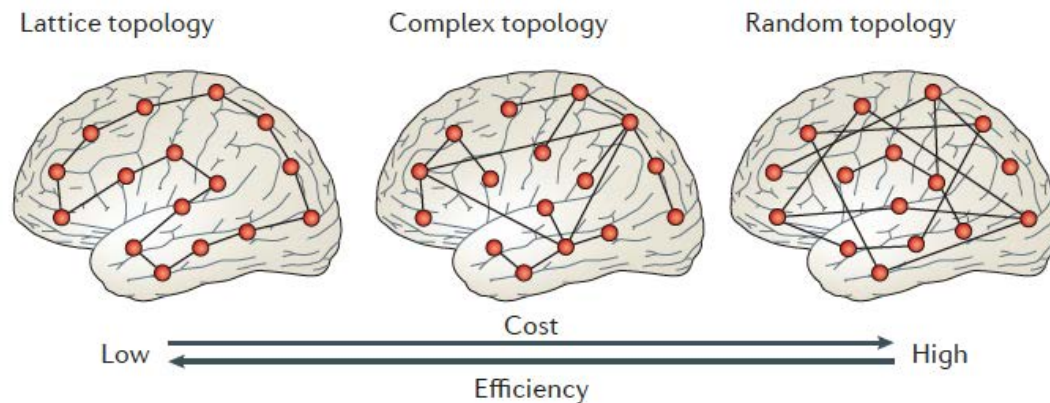 Lattice topology
Complex topology
Random topology
Cost
Low
High
Efficiency